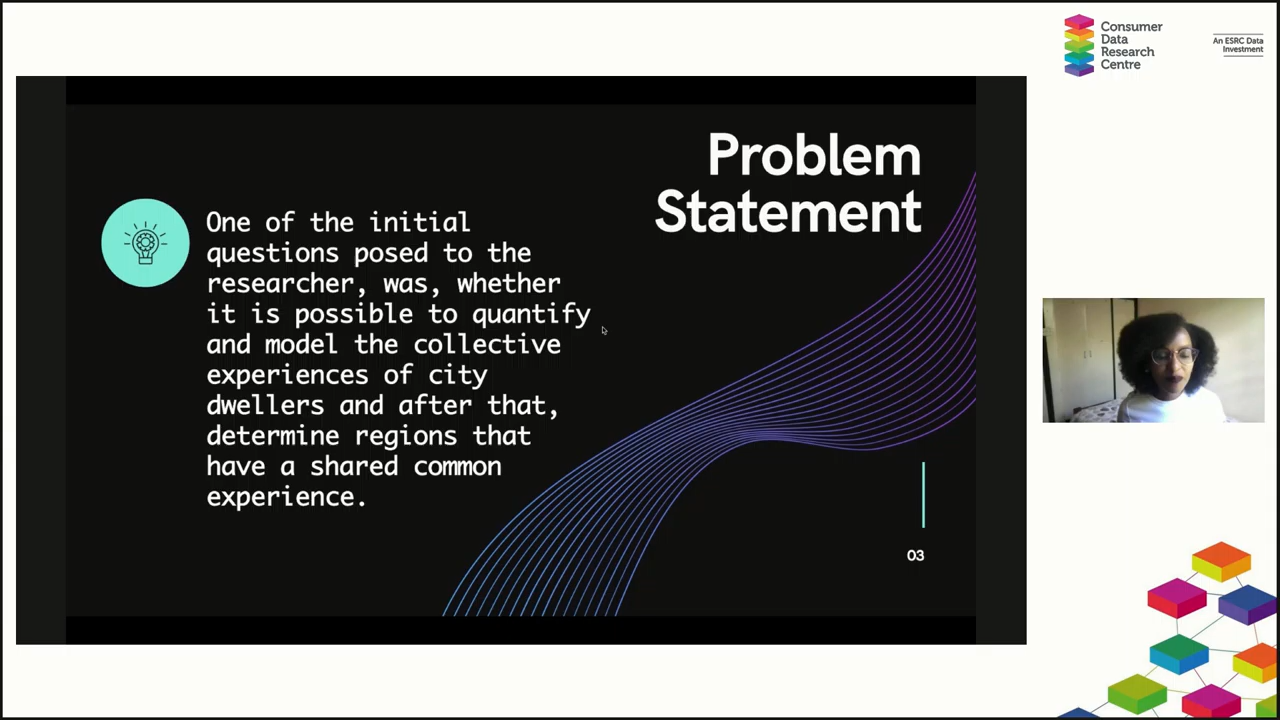 Consumer
Data
Research
Centre
An ESRC Data
Investment
Problem
Statement
One of the initial
questions posed to the
researcher, was, whether
it is possible to quantify
and model the collective
experiences of city
dwellers and after that,
determine regions that
have a shared common
experience.
03